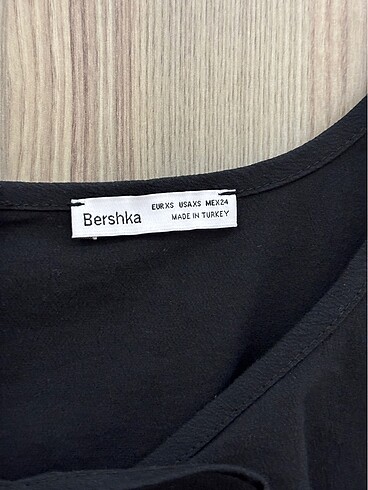 Bershka
EUR XS USA XS MEX 24
MADE IN TURKEY